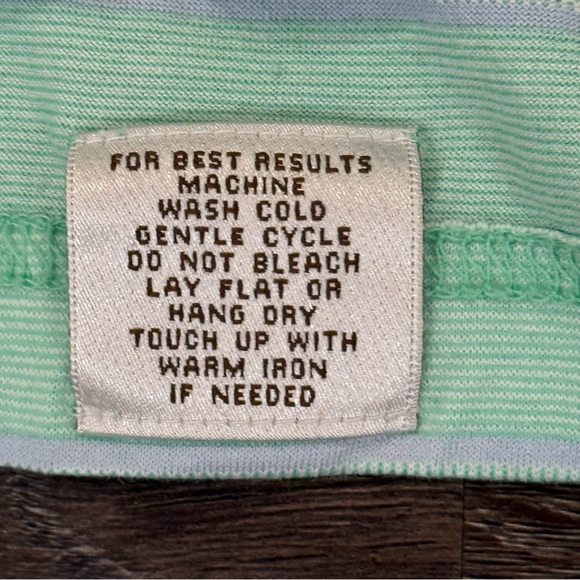 FOR BEST RESULTS
MACHINE
WASH COLD
GENTLE CYCLE
DO NOT BLEACH
LAY FLAT OR
HANG DRY
TOUCH UP WITH
WARM IRON
IF NEEDED